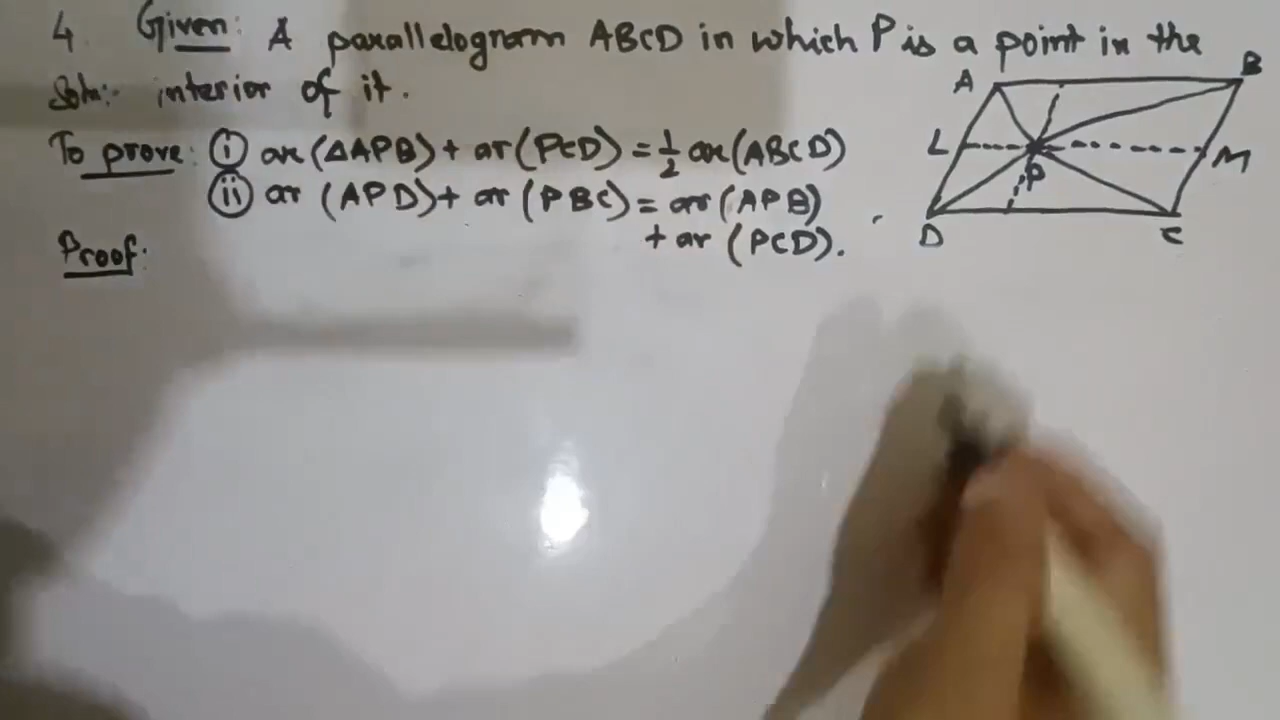 4. Given: A parallelogram ABCD in which P is a point in the
Soln:- interior of it.
To prove: (i) ar (ΔAPB) + ar (PCD) = 1/2 ar (ABCD)
(ii) ar (APD) + ar (PBC) = ar (APB)
+ ar (PCD).
Proof:
A B
L M
P
D C